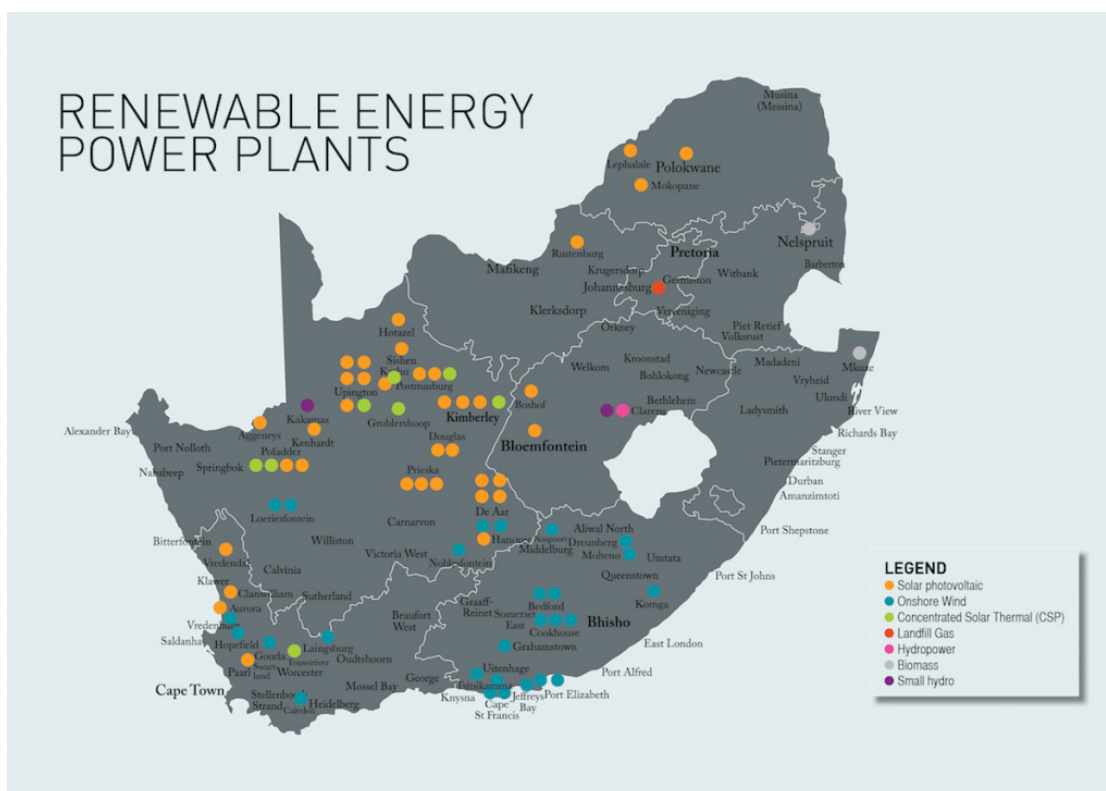 RENEWABLE ENERGY
POWER PLANTS
Musina
(Messina)
Lephalale
Polokwane
Mokopane
Nelspruit
Rustenburg
Pretoria
Barberton
Mafikeng
Krugersdorp
Witbank
Germiston
Johannesburg
Klerksdorp
Vereeniging
Orkney
Piet Retief
Volksrust
Hotazel
Sishen
Kathu
Postmasburg
Upington
Welkom
Kroonstad
Bohlokong
Newcastle
Madadeni
Mkuze
Vryheid
Ulundi
Kakamas
Groblershoop
Kimberley
Boshof
Bethlehem
Clarens
Ladysmith
River View
Alexander Bay
Aggeneys
Kenhardt
Douglas
Bloemfontein
Richards Bay
Port Nolloth
Pofadder
Stanger
Nababeep
Springbok
Prieska
Pietermaritzburg
Durban
Amanzimtoti
Loeriesfontein
Carnarvon
De Aar
Port Shepstone
Bitterfontein
Williston
Victoria West
Hanover
Noupoort
Aliwal North
Dreunberg
Middelburg
Molteno
Umtata
Noblesfontein
Vredendal
Calvinia
Queenstown
Port St Johns
Klawer
Clanwilliam
Sutherland
Graaff-
Reinet
Somerset
East
Bedford
Komga
Aurora
Beaufort
West
Bhisho
Cookhouse
Vredenburg
Saldanha
Hopefield
Laingsburg
Grahamstown
East London
Gouda
Touwsrivier
Oudtshoorn
Swart
land
Paarl
Worcester
George
Uitenhage
Port Alfred
Tsitsikamma
Cape Town
Mossel Bay
Knysna
Cape
St Francis
Jeffreys
Bay
Port Elizabeth
Stellenbosch
Strand
Caledon
Heidelberg
LEGEND
Solar photovoltaic
Onshore Wind
Concentrated Solar Thermal (CSP)
Landfill Gas
Hydropower
Biomass
Small hydro